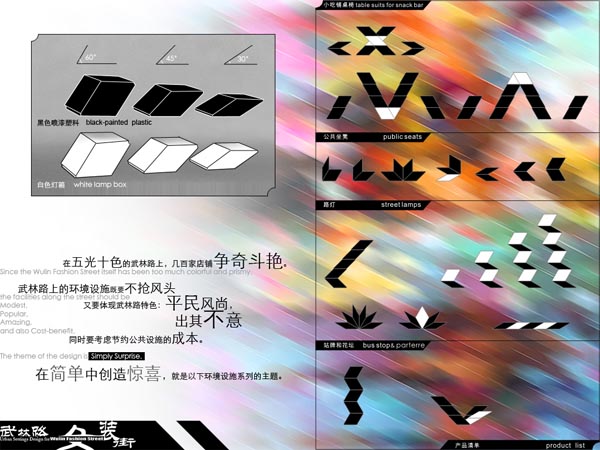 60°
45°
30°
黑色喷漆塑料 black-painted plastic
白色灯箱 white lamp box
在五光十色的武林路上，几百家店铺争奇斗艳。
Since the Wulin Fashion Street itself has been too much colorful and prismy
武林路上的环境设施既要不抢风头
the facilities along the street should be
Modest,
又要体现武林路特色：平民风尚，
Popular,
出其不意
Amazing,
and also Cost-benefit.
同时要考虑节约公共设施的成本。
The theme of the design is Simply Surprise,
在简单中创造惊喜，就是以下环境设施系列的主题。
武林路女装街
Urban Settings Design for Wulin Fashion Street
小吃铺桌椅 table suits for snack bar
公共坐凳 public seats
路灯 street lamps
站牌和花坛 bus stop & parterre
产品清单 product list